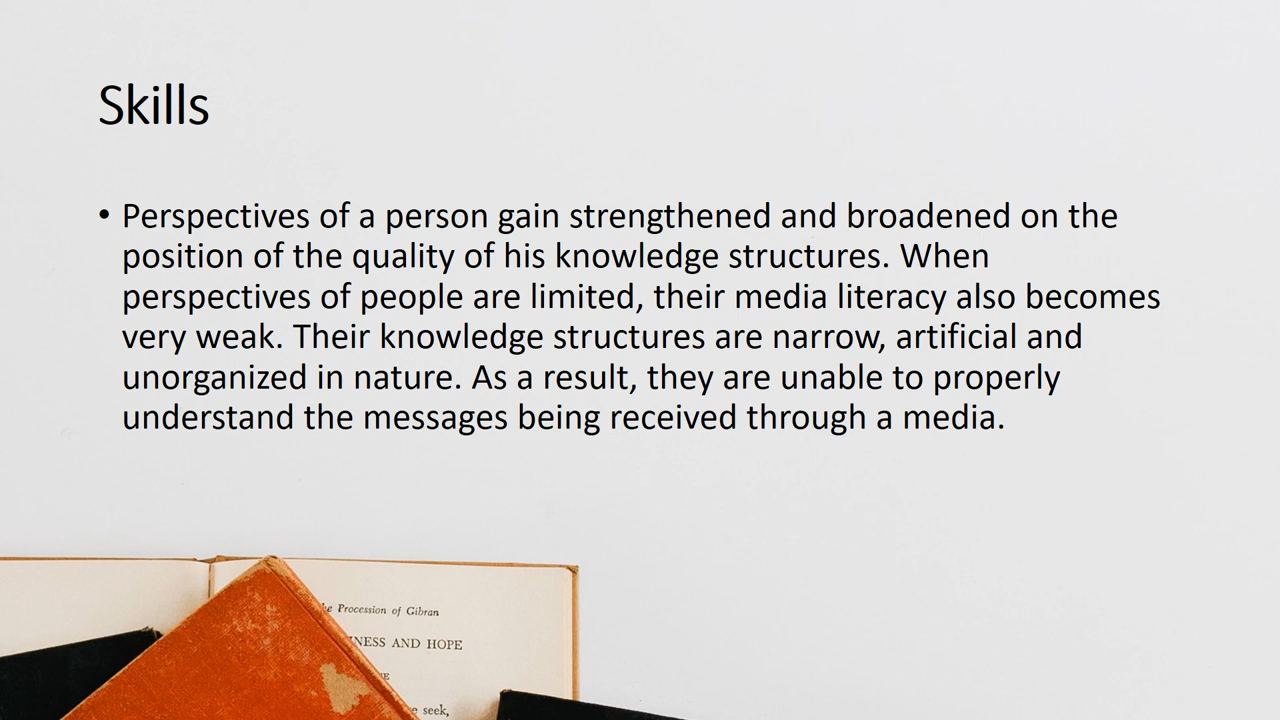 Skills
• Perspectives of a person gain strengthened and broadened on the
position of the quality of his knowledge structures. When
perspectives of people are limited, their media literacy also becomes
very weak. Their knowledge structures are narrow, artificial and
unorganized in nature. As a result, they are unable to properly
understand the messages being received through a media.
Procession of Gibran
AND HOPE
seek,